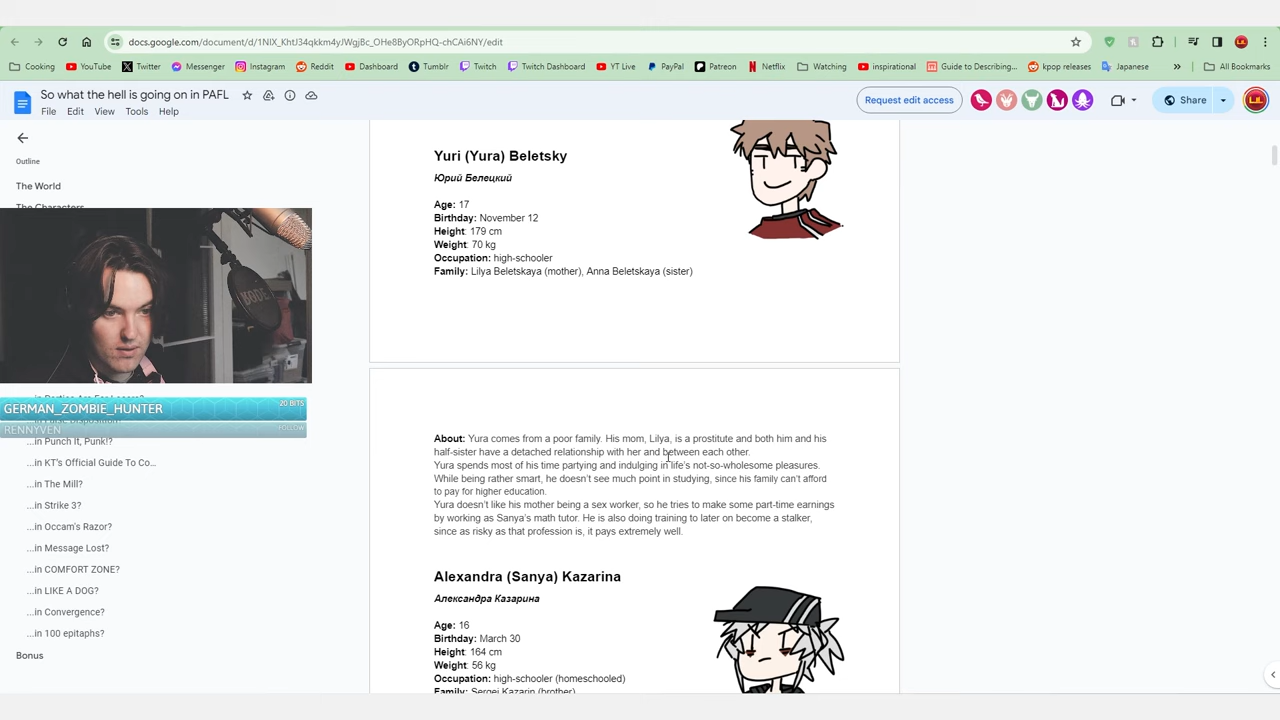 docs.google.com/document/d/1NIX_KhtJ34qkkm4yJWgjBc_OHe8ByORpHQ-chCAi6NY/edit
Cooking YouTube Twitter Messenger Instagram Reddit Dashboard Tumblr Twitch Twitch Dashboard YT Live PayPal Patreon Netflix Watching inspirational Guide to Describing... kpop releases Japanese » All Bookmarks
So what the hell is going on in PAFL
File Edit View Tools Help
Request edit access
Share
Outline
The World
The Characters
GERMAN_ZOMBIE_HUNTER 20 BITS
RENNYVEN FOLLOW
...in Punch It, Punk!?
...in KT's Official Guide To Co...
...in The Mill?
...in Strike 3?
...in Occam's Razor?
...in Message Lost?
...in COMFORT ZONE?
...in LIKE A DOG?
...in Convergence?
...in 100 epitaphs?
Bonus
KODE
Yuri (Yura) Beletsky
Юрий Белецкий
Age: 17
Birthday: November 12
Height: 179 cm
Weight: 70 kg
Occupation: high-schooler
Family: Lilya Beletskaya (mother), Anna Beletskaya (sister)
About: Yura comes from a poor family. His mom, Lilya, is a prostitute and both him and his
half-sister have a detached relationship with her and between each other.
Yura spends most of his time partying and indulging in life's not-so-wholesome pleasures.
While being rather smart, he doesn't see much point in studying, since his family can't afford
to pay for higher education.
Yura doesn't like his mother being a sex worker, so he tries to make some part-time earnings
by working as Sanya's math tutor. He is also doing training to later on become a stalker,
since as risky as that profession is, it pays extremely well.
Alexandra (Sanya) Kazarina
Александра Казарина
Age: 16
Birthday: March 30
Height: 164 cm
Weight: 56 kg
Occupation: high-schooler (homeschooled)
Family: Sergei Kazarin (brother)